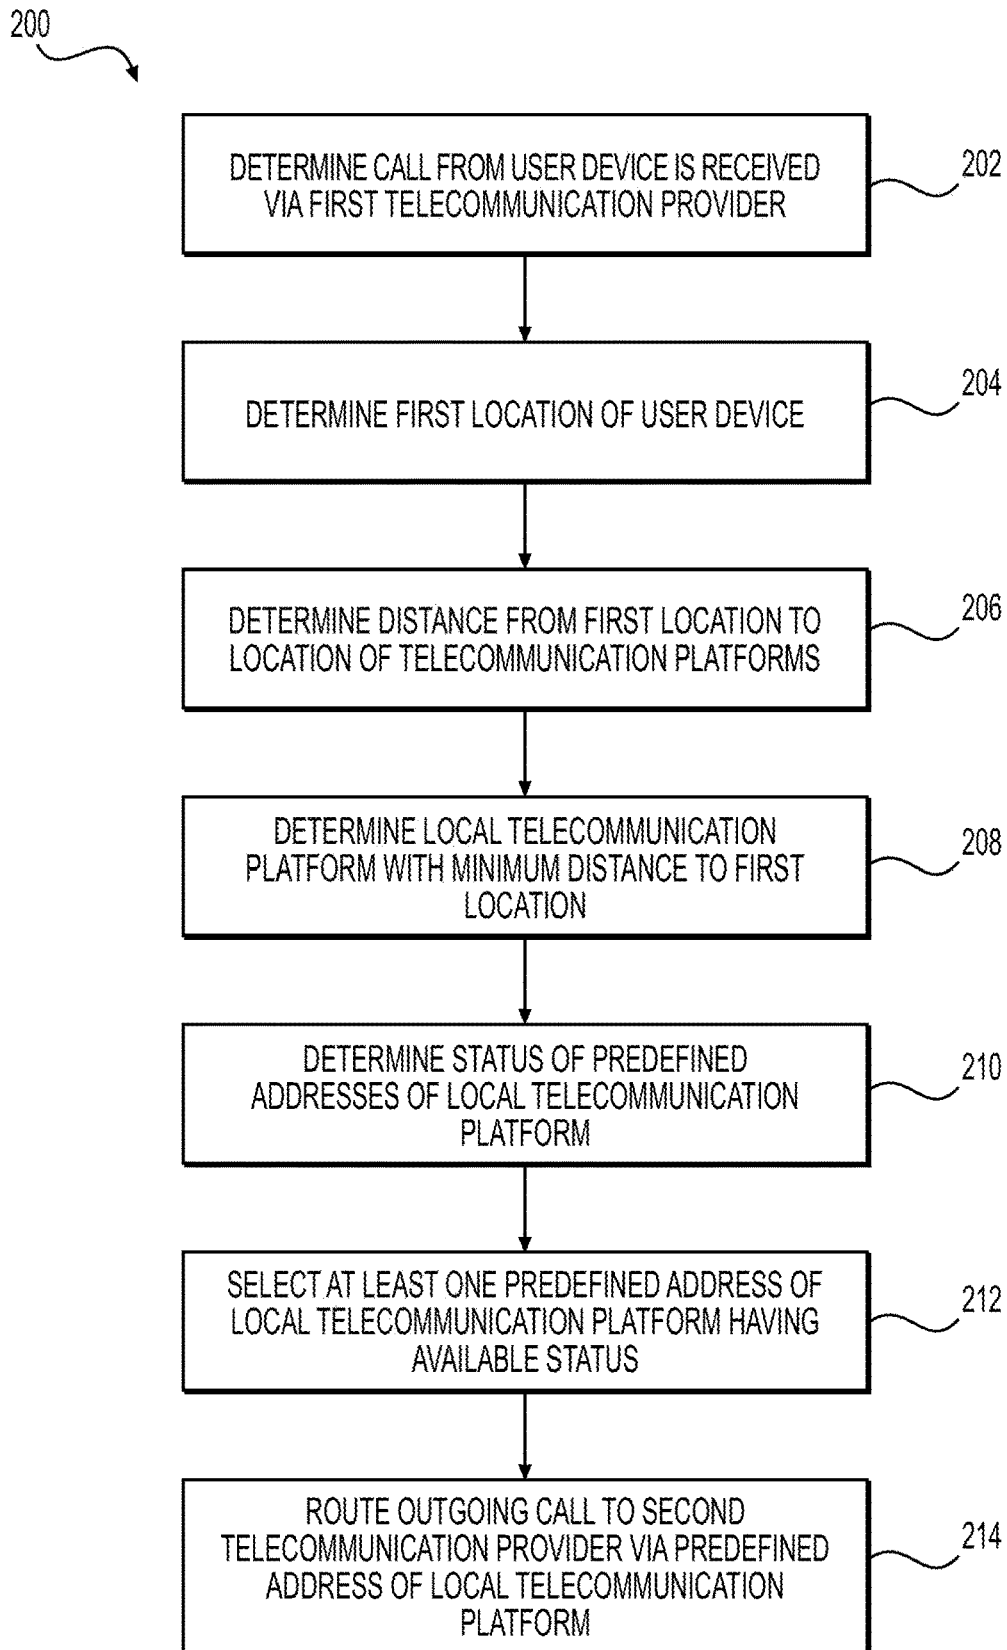 200
DETERMINE CALL FROM USER DEVICE IS RECEIVED
VIA FIRST TELECOMMUNICATION PROVIDER
202
DETERMINE FIRST LOCATION OF USER DEVICE
204
DETERMINE DISTANCE FROM FIRST LOCATION TO
LOCATION OF TELECOMMUNICATION PLATFORMS
206
DETERMINE LOCAL TELECOMMUNICATION
PLATFORM WITH MINIMUM DISTANCE TO FIRST
LOCATION
208
DETERMINE STATUS OF PREDEFINED
ADDRESSES OF LOCAL TELECOMMUNICATION
PLATFORM
210
SELECT AT LEAST ONE PREDEFINED ADDRESS OF
LOCAL TELECOMMUNICATION PLATFORM HAVING
AVAILABLE STATUS
212
ROUTE OUTGOING CALL TO SECOND
TELECOMMUNICATION PROVIDER VIA PREDEFINED
ADDRESS OF LOCAL TELECOMMUNICATION
PLATFORM
214